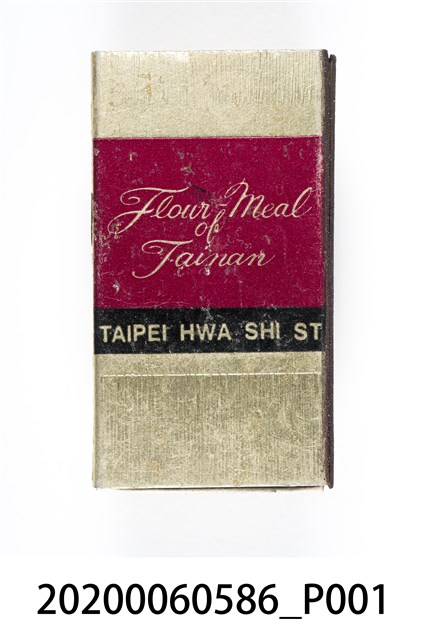 Flour-Meal
of
Tainan
TAIPEI HWA SHI ST
20200060586_P001